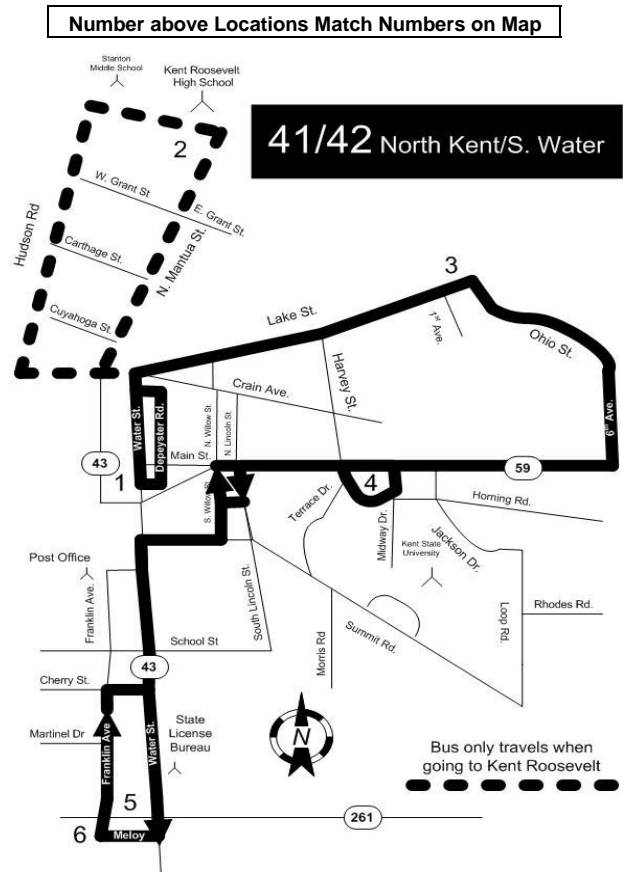 Number above Locations Match Numbers on Map
Stanton
Middle School
Kent Roosevelt
High School
41/42 North Kent/S. Water
2
W. Grant St
E. Grant St.
Hudson Rd
Carthage St.
N. Mantua St.
3
Cuyahoga St.
Lake St.
1ST Ave.
Ohio St.
Harvey St.
Crain Ave.
Water St.
Depeyster Rd.
N. Willow St.
N. Lincoln St.
6th Ave.
43
Main St.
59
1
4
S. Willow St.
Terrace Dr.
Midway Dr.
Horning Rd.
Jackson Dr.
Kent State
University
Post Office
Franklin Ave.
South Lincoln St.
Loop Rd.
Rhodes Rd.
School St
Summit Rd.
Morris Rd
43
Cherry St.
Martinel Dr
Franklin Ave
Water St.
State
License
Bureau
N
Bus only travels when
going to Kent Roosevelt
5
261
6
Meloy